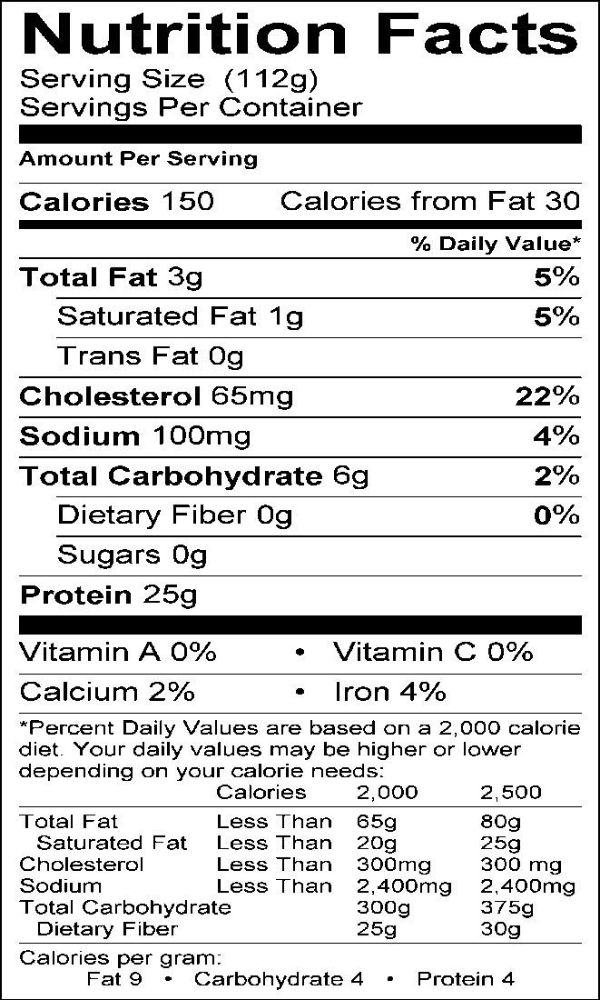 Nutrition Facts
Serving Size (112g)
Servings Per Container
Amount Per Serving
Calories 150 Calories from Fat 30
% Daily Value*
Total Fat 3g 5%
Saturated Fat 1g 5%
Trans Fat 0g
Cholesterol 65mg 22%
Sodium 100mg 4%
Total Carbohydrate 6g 2%
Dietary Fiber 0g 0%
Sugars 0g
Protein 25g
Vitamin A 0% • Vitamin C 0%
Calcium 2% • Iron 4%
*Percent Daily Values are based on a 2,000 calorie
diet. Your daily values may be higher or lower
depending on your calorie needs:
Calories 2,000 2,500
Total Fat Less Than 65g 80g
Saturated Fat Less Than 20g 25g
Cholesterol Less Than 300mg 300 mg
Sodium Less Than 2,400mg 2,400mg
Total Carbohydrate 300g 375g
Dietary Fiber 25g 30g
Calories per gram:
Fat 9 • Carbohydrate 4 • Protein 4